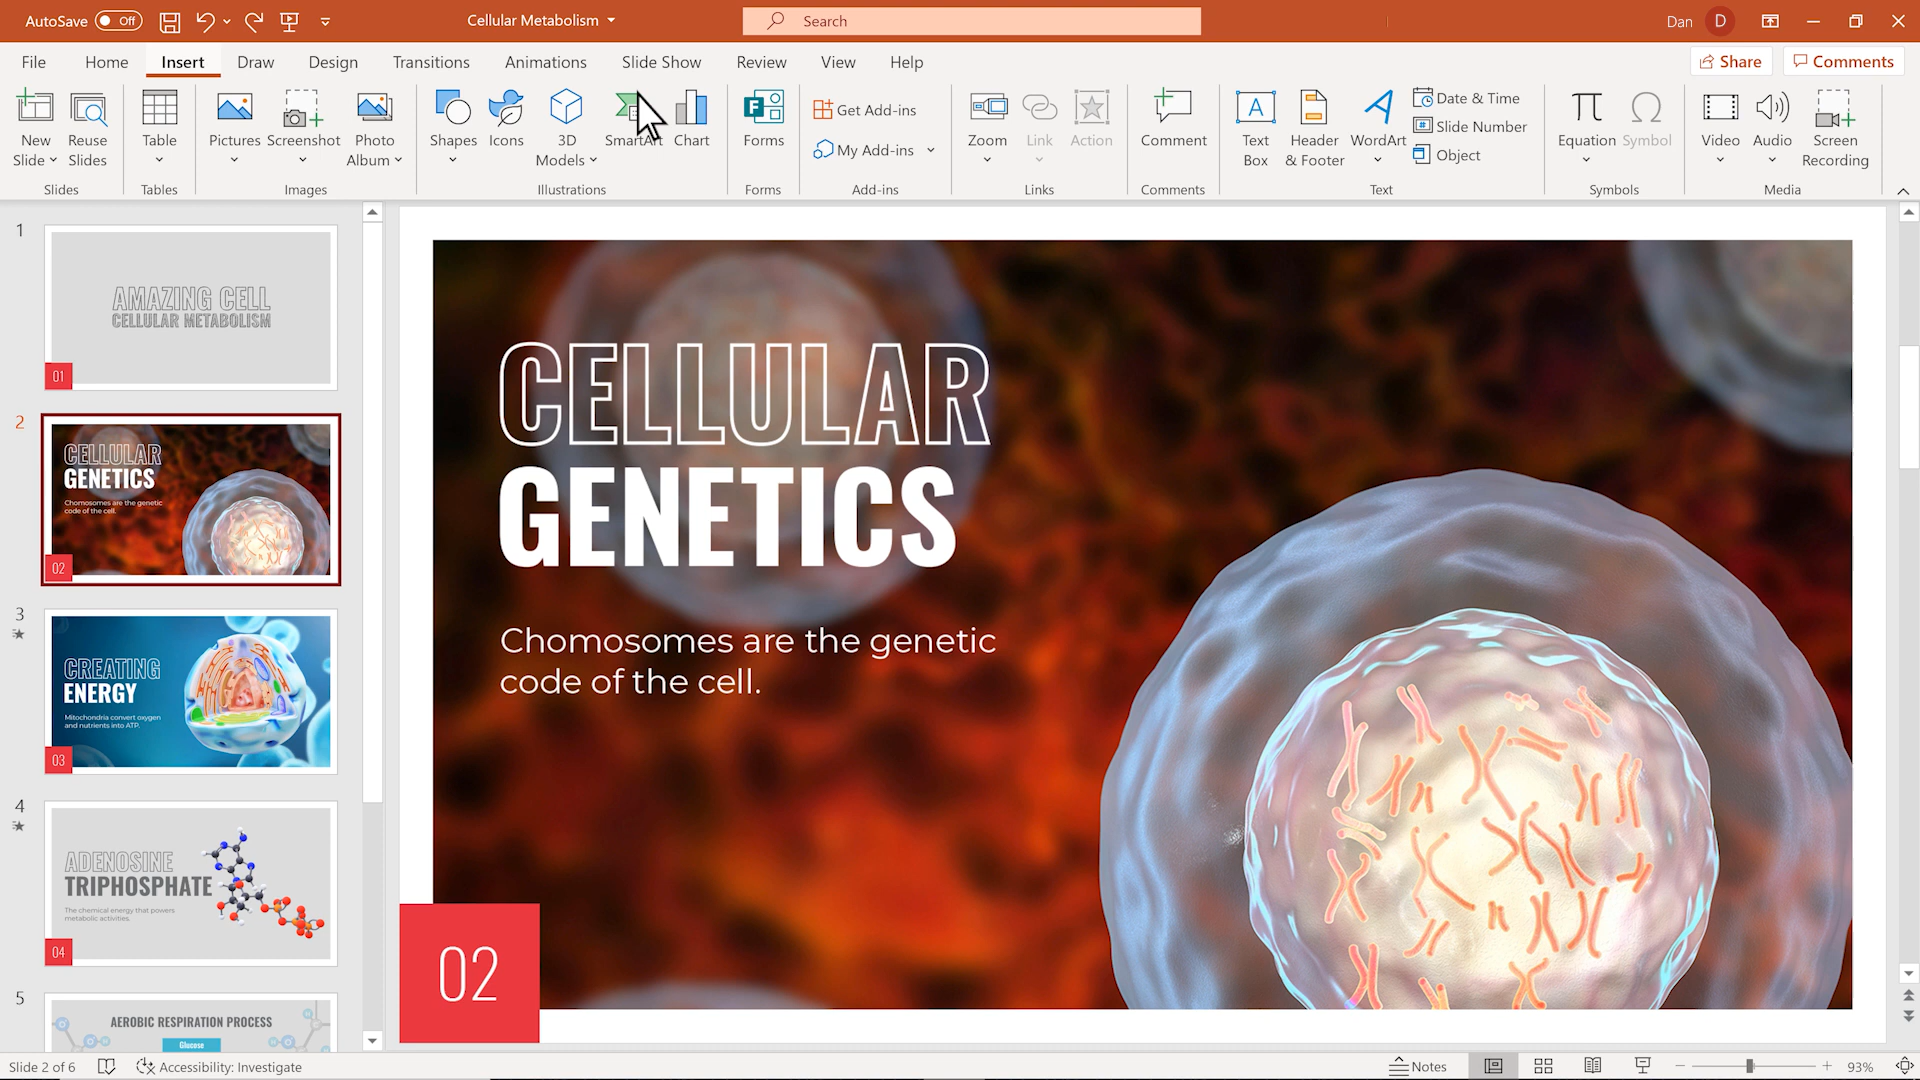 AutoSave Off
Cellular Metabolism
Search
Dan D
File Home Insert Draw Design Transitions Animations Slide Show Review View Help
Share Comments
New Slide
Reuse Slides
Table
Pictures
Screenshot
Photo Album
Shapes
Icons
3D Models
SmartArt
Chart
Forms
Get Add-ins
My Add-ins
Zoom
Link
Action
Comment
Text Box
Header & Footer
WordArt
Date & Time
Slide Number
Object
Equation
Symbol
Video
Audio
Screen Recording
Slides Tables Images Illustrations Forms Add-ins Links Comments Text Symbols Media
1
AMAZING CELL
CELLULAR METABOLISM
01
2
CELLULAR
GENETICS
Chomosomes are the genetic
code of the cell.
02
3
CREATING
ENERGY
Mitochondria convert oxygen
and nutrients into ATP.
03
4
ADENOSINE
TRIPHOSPHATE
The chemical energy that powers
metabolic activities.
04
5
AEROBIC RESPIRATION PROCESS
Glucose
CELLULAR
GENETICS
Chomosomes are the genetic
code of the cell.
02
Slide 2 of 6
Accessibility: Investigate
Notes
93%